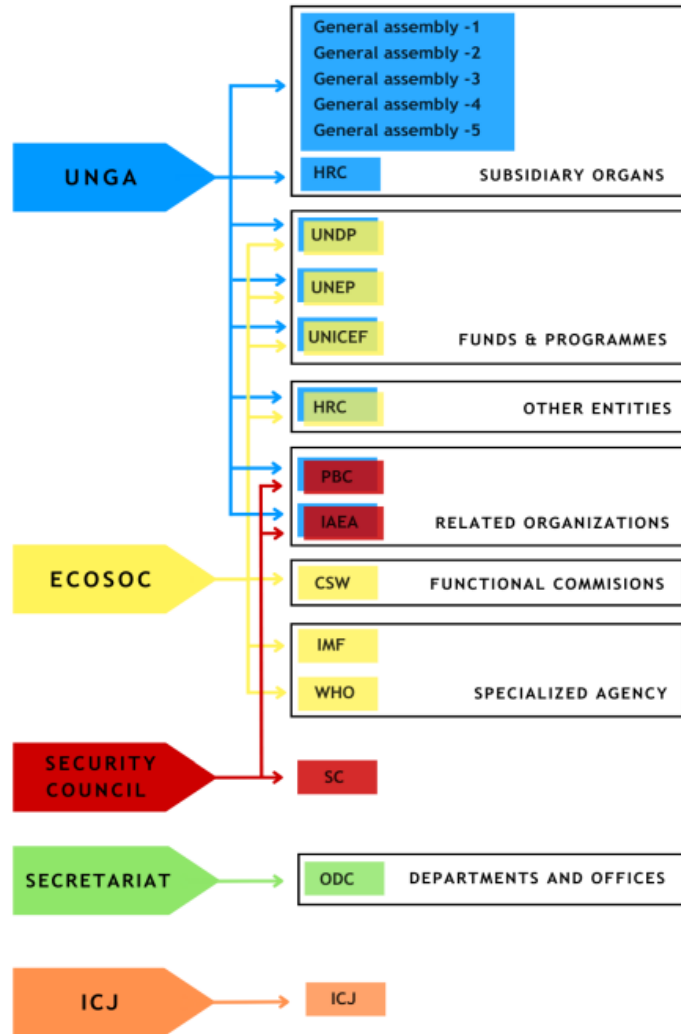 General assembly -1
General assembly -2
General assembly -3
General assembly -4
General assembly -5
UNGA
HRC
SUBSIDIARY ORGANS
UNDP
UNEP
UNICEF
FUNDS & PROGRAMMES
HRC
OTHER ENTITIES
PBC
IAEA
RELATED ORGANIZATIONS
ECOSOC
CSW
FUNCTIONAL COMMISIONS
IMF
WHO
SPECIALIZED AGENCY
SECURITY
COUNCIL
SC
SECRETARIAT
ODC
DEPARTMENTS AND OFFICES
ICJ
ICJ